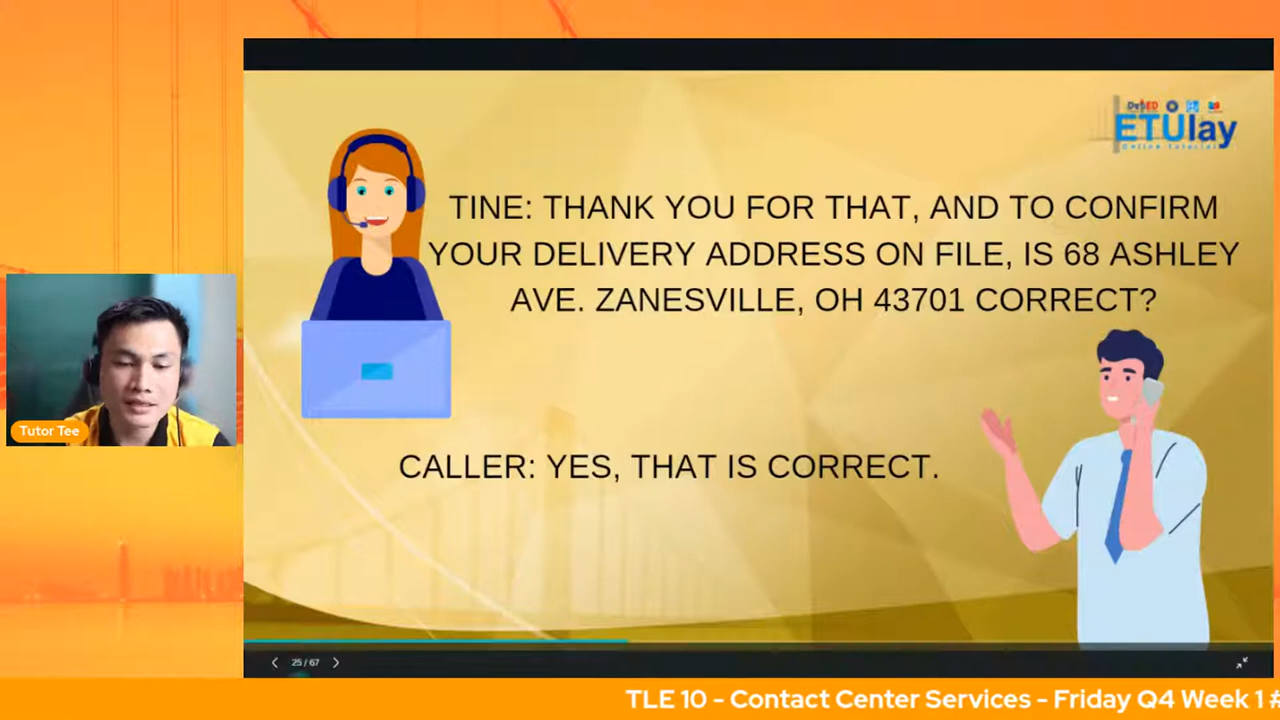 DepED
ETUlay
Online Tutorial
TINE: THANK YOU FOR THAT, AND TO CONFIRM
YOUR DELIVERY ADDRESS ON FILE, IS 68 ASHLEY
AVE. ZANESVILLE, OH 43701 CORRECT?
CALLER: YES, THAT IS CORRECT.
Tutor Tee
25 / 67
TLE 10 - Contact Center Services - Friday Q4 Week 1 #